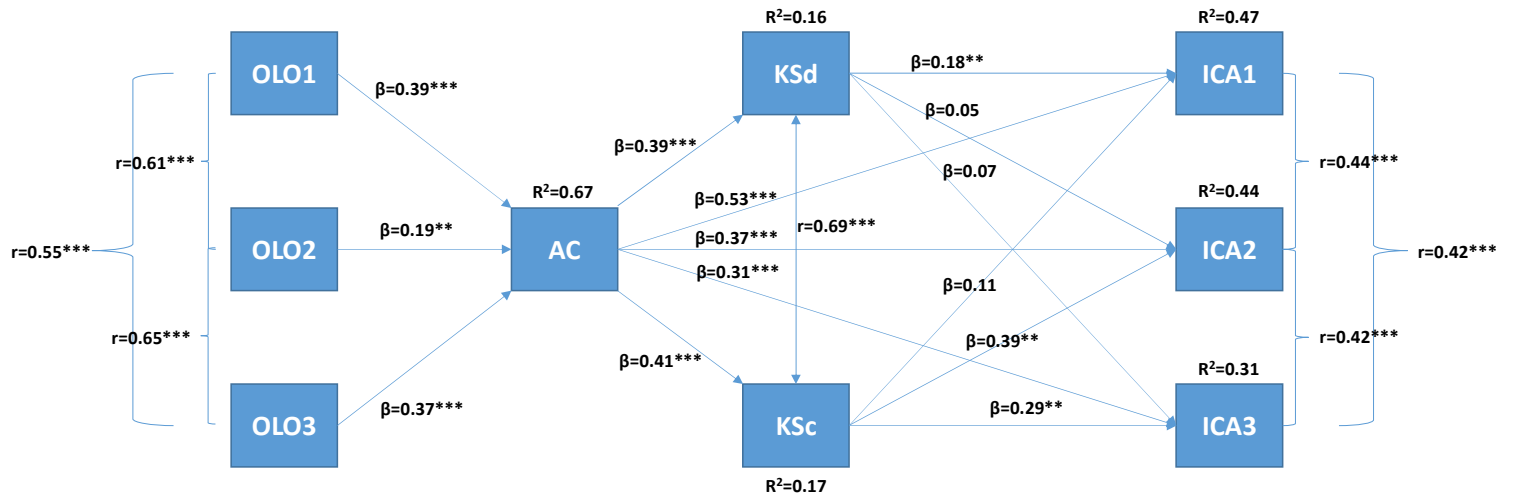 R²=0.16
R²=0.47
OLO1
KSd
ICA1
β=0.39***
β=0.18**
β=0.05
β=0.39***
r=0.61***
β=0.07
r=0.44***
R²=0.67
β=0.53***
R²=0.44
r=0.55***
OLO2
β=0.19**
AC
r=0.69***
β=0.37***
ICA2
r=0.42***
β=0.31***
β=0.11
r=0.65***
β=0.41***
β=0.39**
r=0.42***
R²=0.31
OLO3
β=0.37***
KSc
β=0.29**
ICA3
R²=0.17